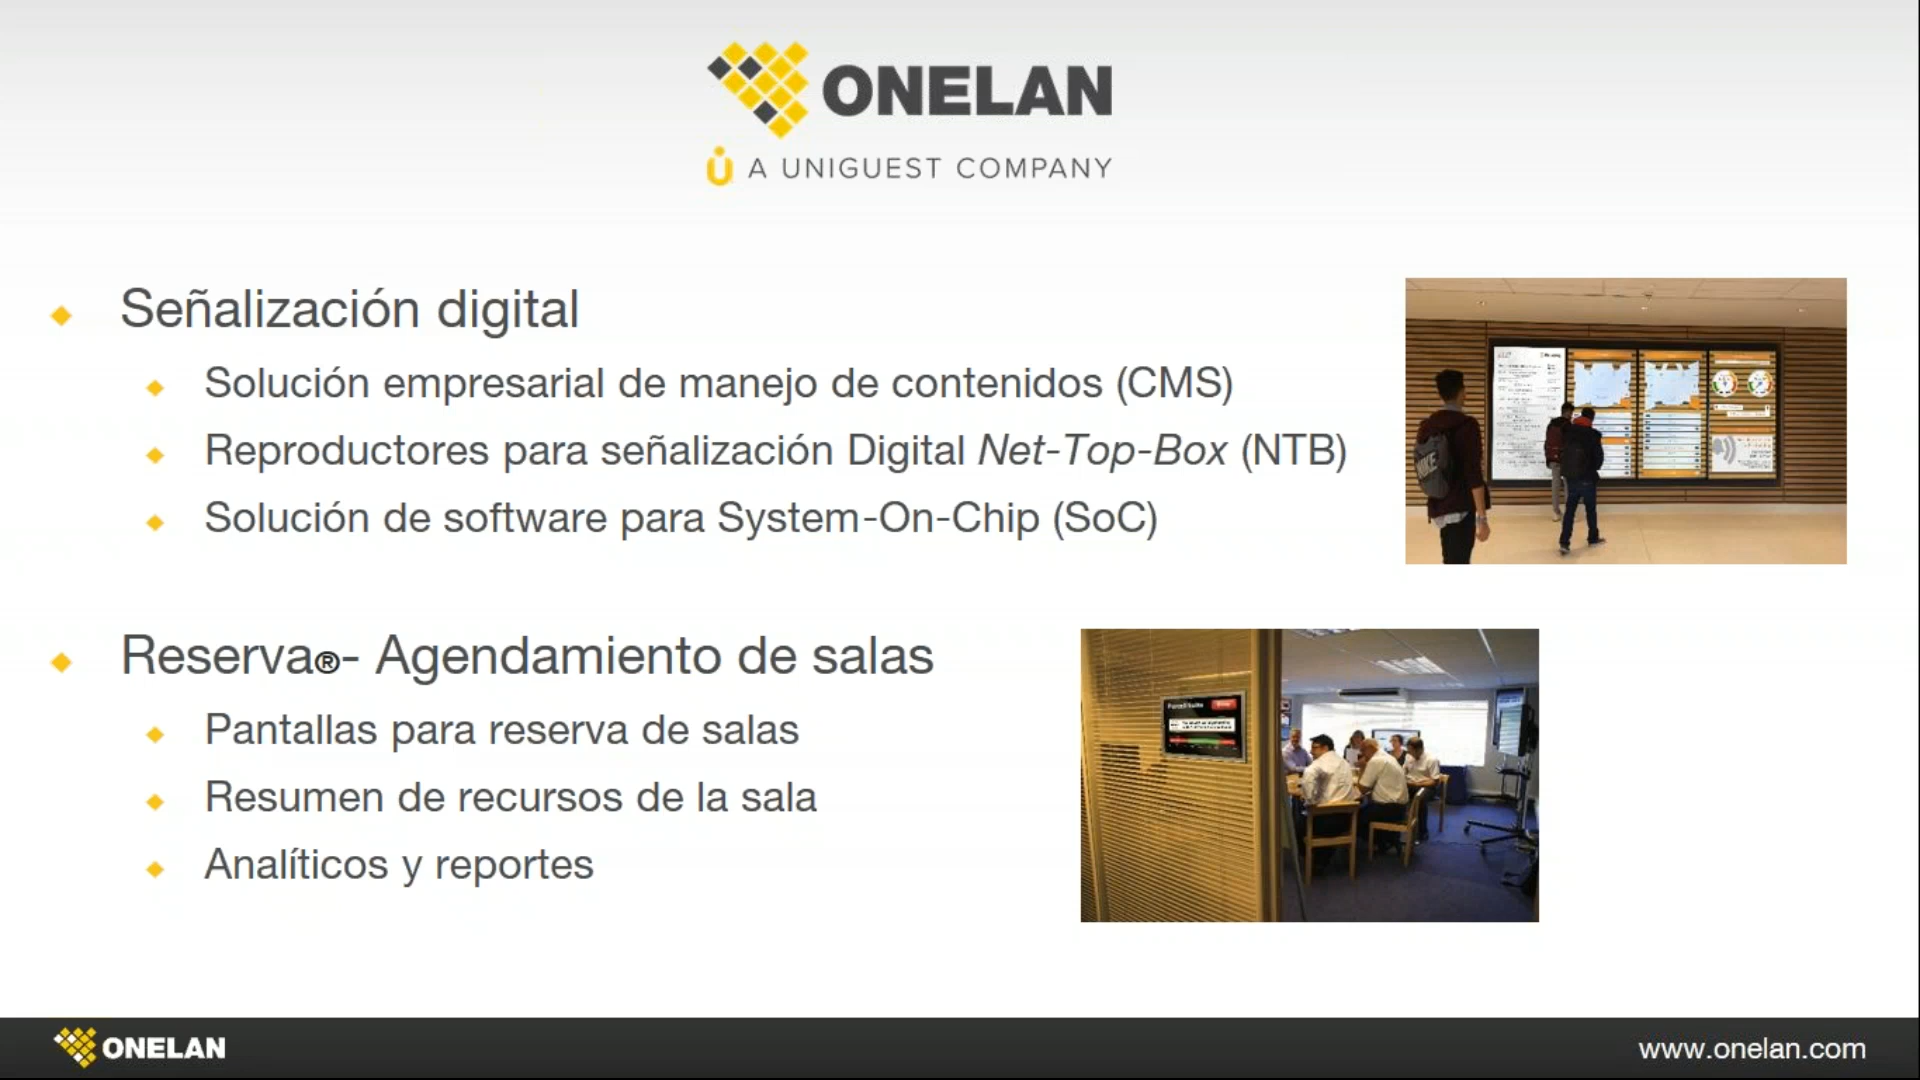 ONELAN
A UNIGUEST COMPANY
Señalización digital
Solución empresarial de manejo de contenidos (CMS)
Reproductores para señalización Digital Net-Top-Box (NTB)
Solución de software para System-On-Chip (SoC)
Reserva®- Agendamiento de salas
Pantallas para reserva de salas
Resumen de recursos de la sala
Analíticos y reportes
ONELAN
www.onelan.com